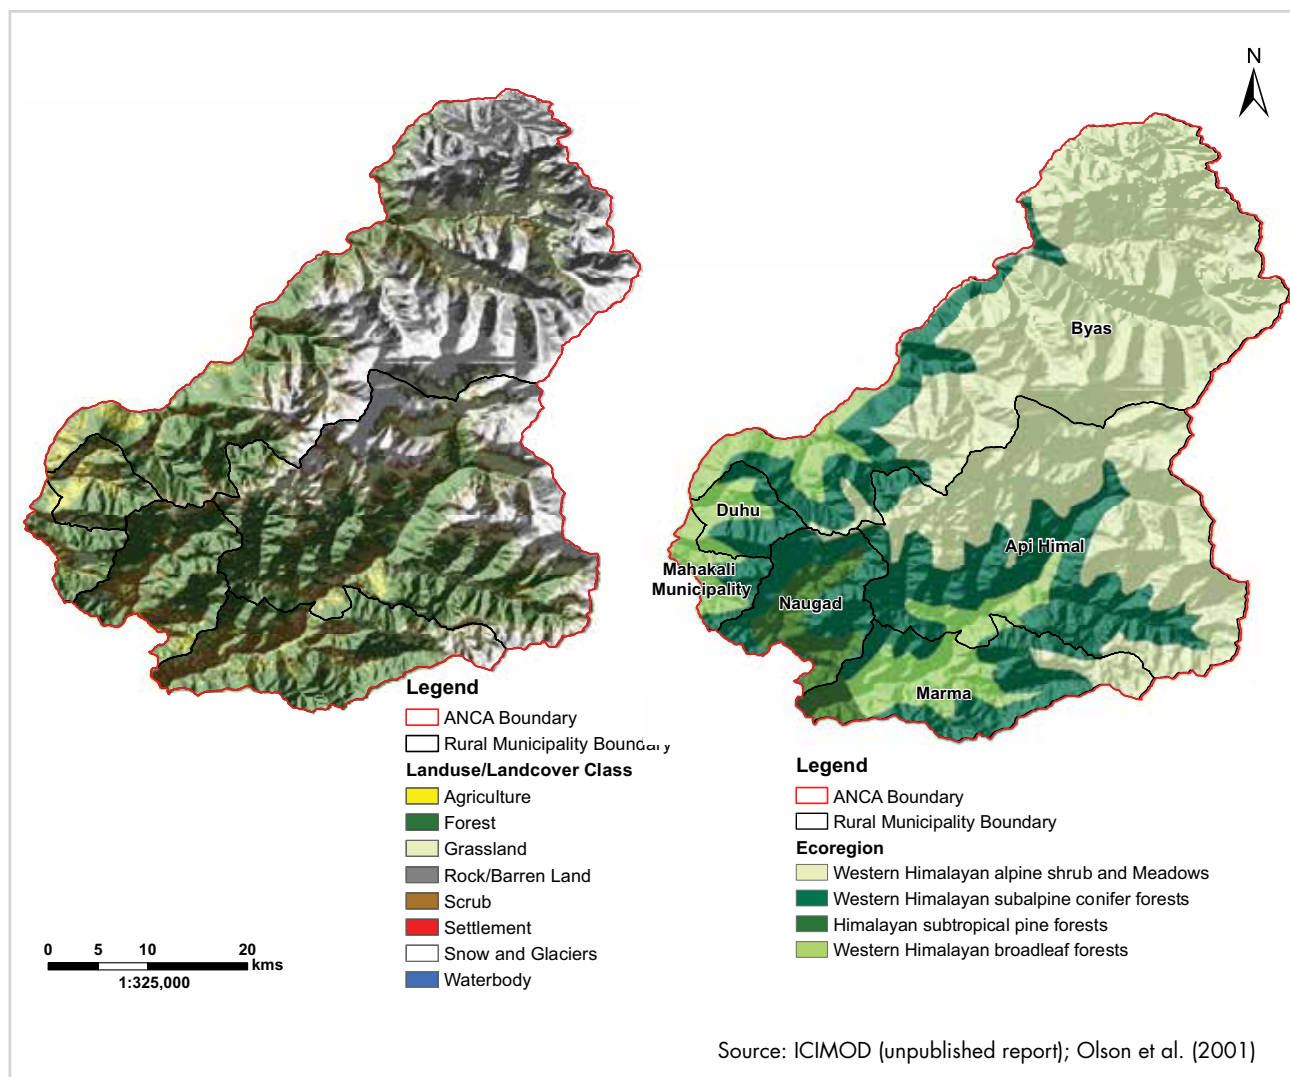 N
Byas
Duhu
Api Himal
Mahakali
Municipality
Naugad
Marma
Legend
ANCA Boundary
Rural Municipality Boundary
Landuse/Landcover Class
Agriculture
Forest
Grassland
Rock/Barren Land
Scrub
Settlement
Snow and Glaciers
Waterbody
0 5 10 20
kms
1:325,000
Legend
ANCA Boundary
Rural Municipality Boundary
Ecoregion
Western Himalayan alpine shrub and Meadows
Western Himalayan subalpine conifer forests
Himalayan subtropical pine forests
Western Himalayan broadleaf forests
Source: ICIMOD (unpublished report); Olson et al. (2001)